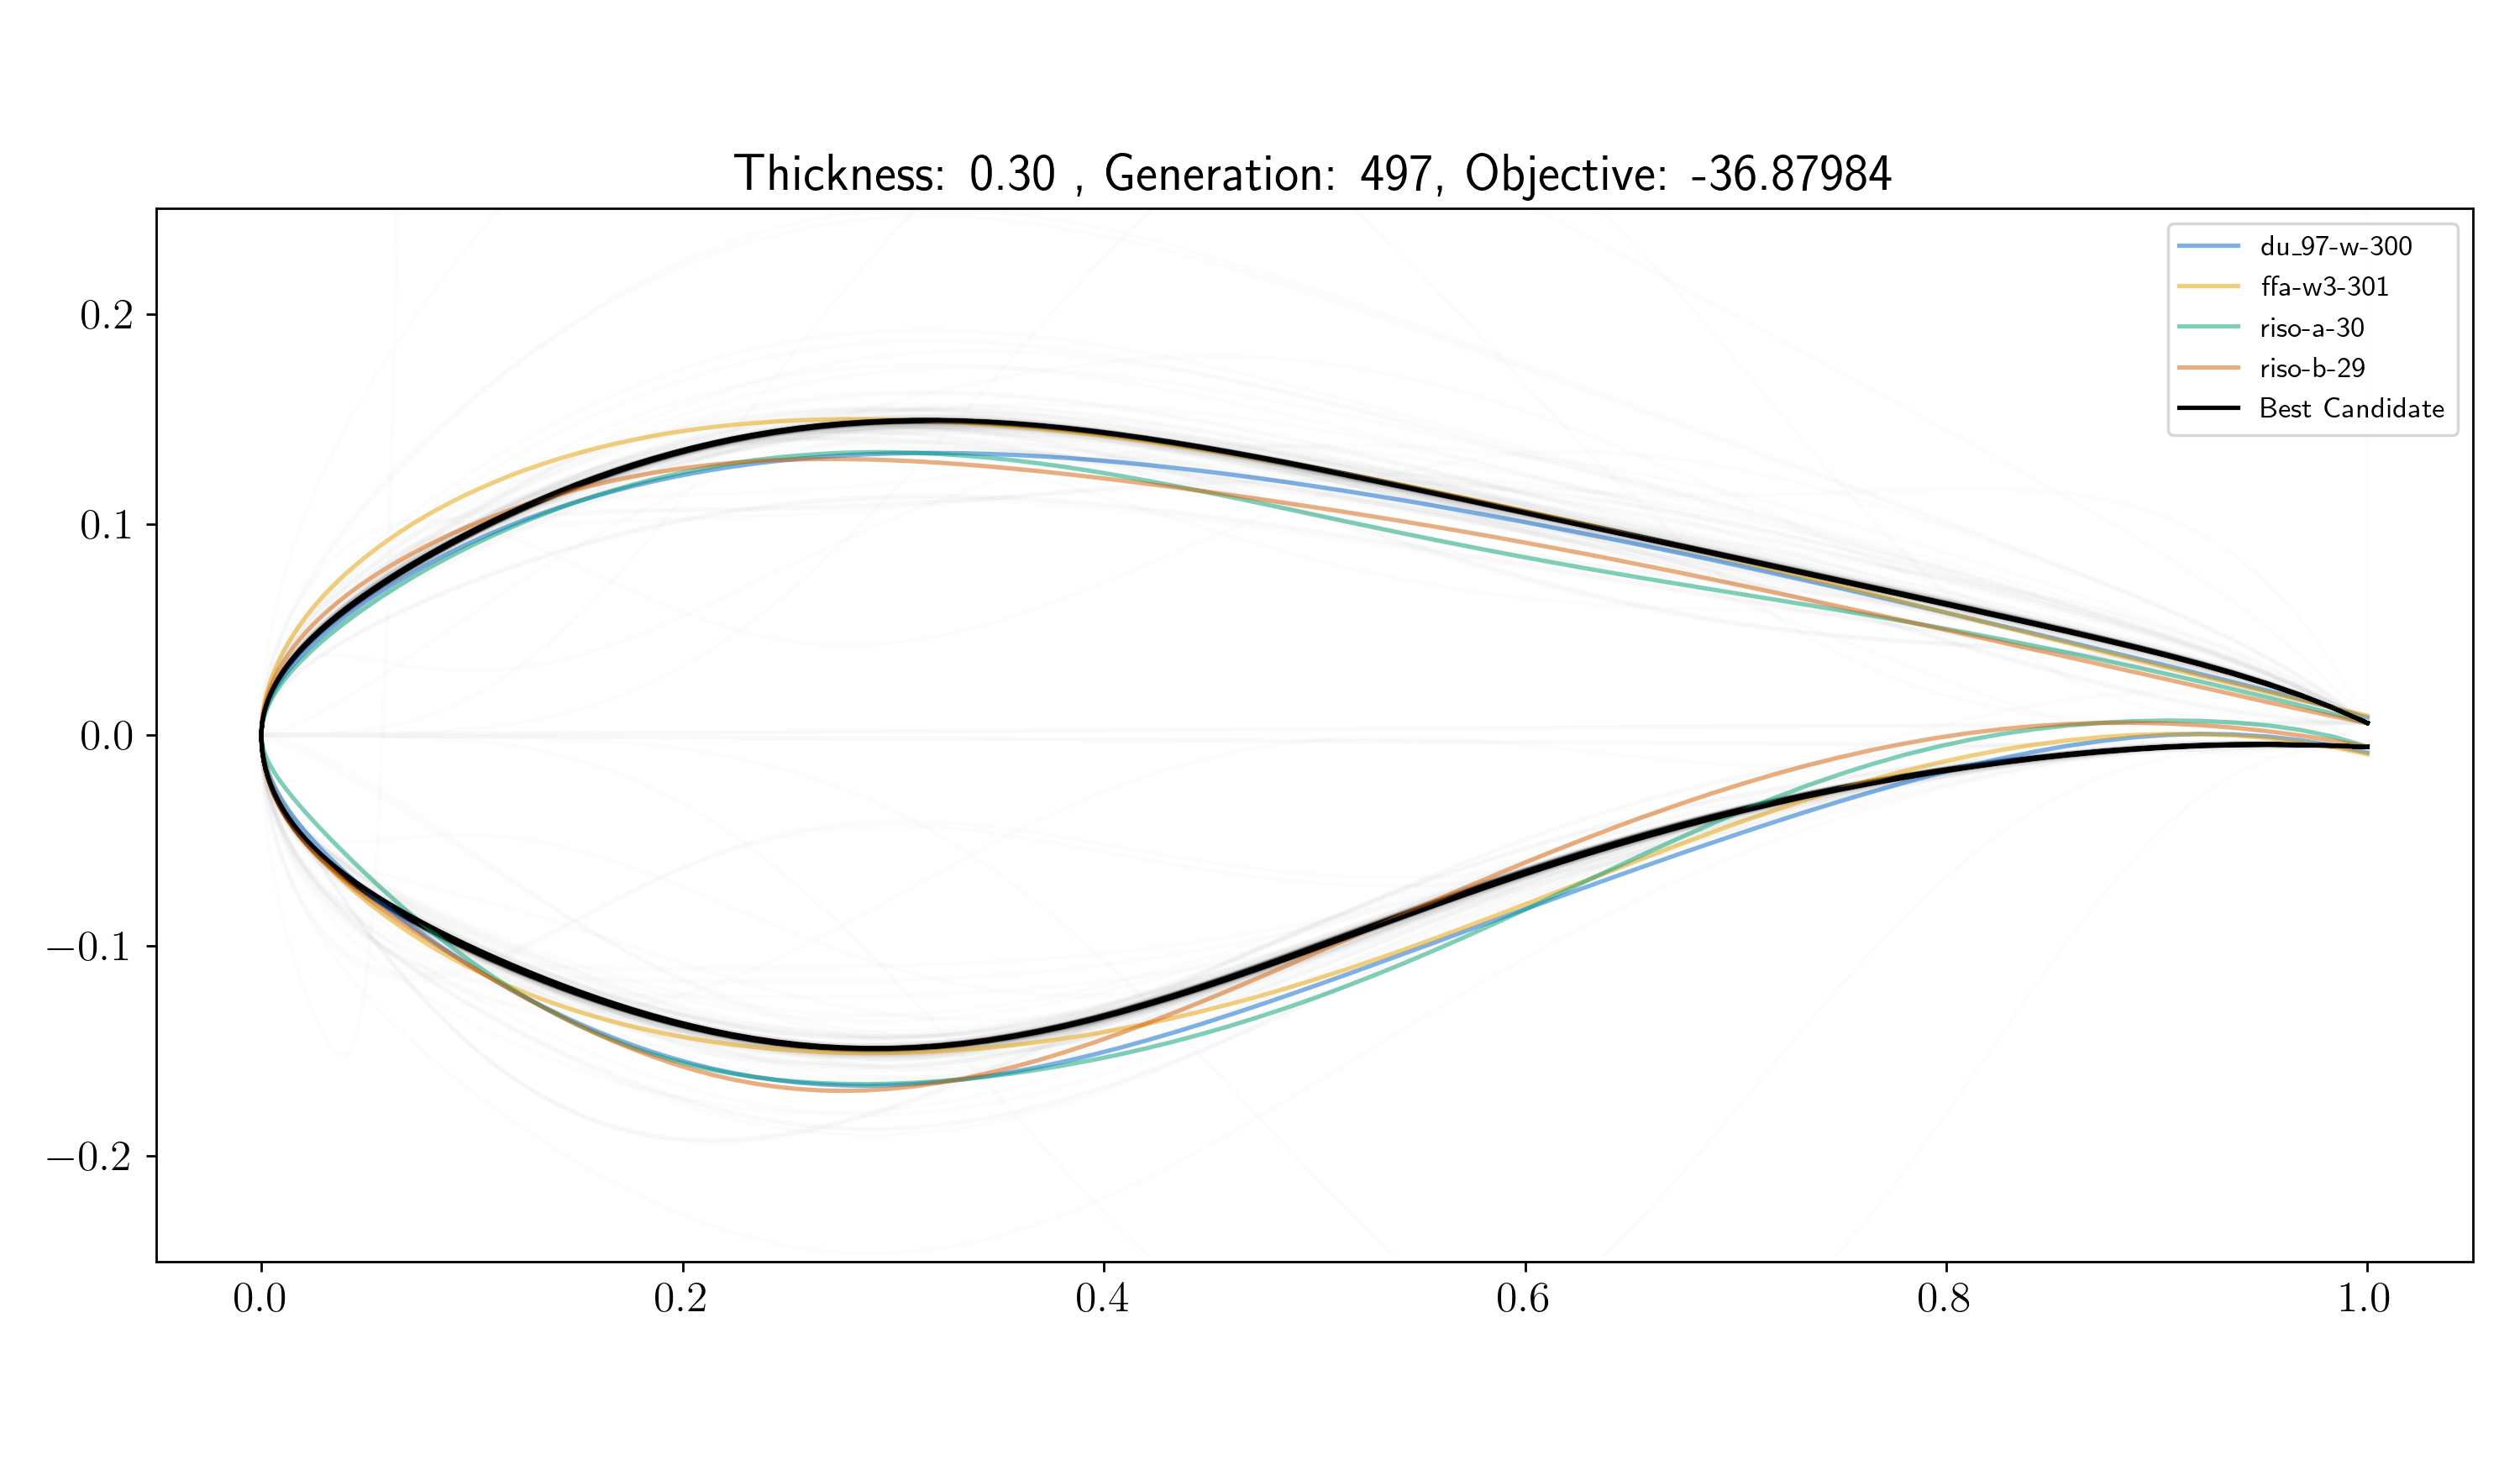 Thickness: 0.30 , Generation: 497, Objective: -36.87984
du_97-w-300
ffa-w3-301
riso-a-30
riso-b-29
Best Candidate
0.2
0.1
0.0
−0.1
−0.2
0.0 0.2 0.4 0.6 0.8 1.0